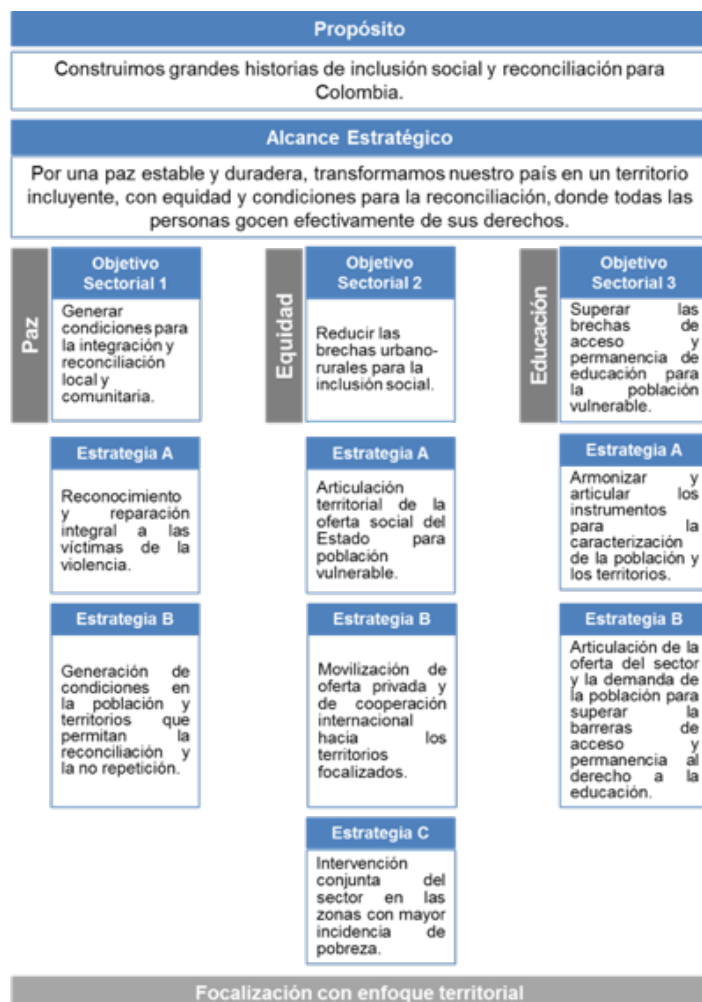 Propósito
Construimos grandes historias de inclusión social y reconciliación para
Colombia.
Alcance Estratégico
Por una paz estable y duradera, transformamos nuestro país en un territorio
incluyente, con equidad y condiciones para la reconciliación, donde todas las
personas gocen efectivamente de sus derechos.
Paz
Objetivo
Sectorial 1
Generar
condiciones para
la integración y
reconciliación
local y
comunitaria.
Estrategia A
Reconocimiento
y reparación
integral a las
víctimas de la
violencia.
Estrategia B
Generación de
condiciones en
la población y
territorios que
permitan la
reconciliación y
la no repetición.
Equidad
Objetivo
Sectorial 2
Reducir las
brechas urbano-
rurales para la
inclusión social.
Estrategia A
Articulación
territorial de la
oferta social del
Estado para
población
vulnerable.
Estrategia B
Movilización de
oferta privada y
de cooperación
internacional
hacia los
territorios
focalizados.
Estrategia C
Intervención
conjunta del
sector en las
zonas con mayor
incidencia de
pobreza.
Educación
Objetivo
Sectorial 3
Superar las
brechas de
acceso y
permanencia de
educación para
la población
vulnerable.
Estrategia A
Armonizar y
articular los
instrumentos
para la
caracterización
de la población y
los territorios.
Estrategia B
Articulación de la
oferta del sector
y la demanda de
la población para
superar la
barreras de
acceso y
permanencia al
derecho a la
educación.
Focalización con enfoque territorial